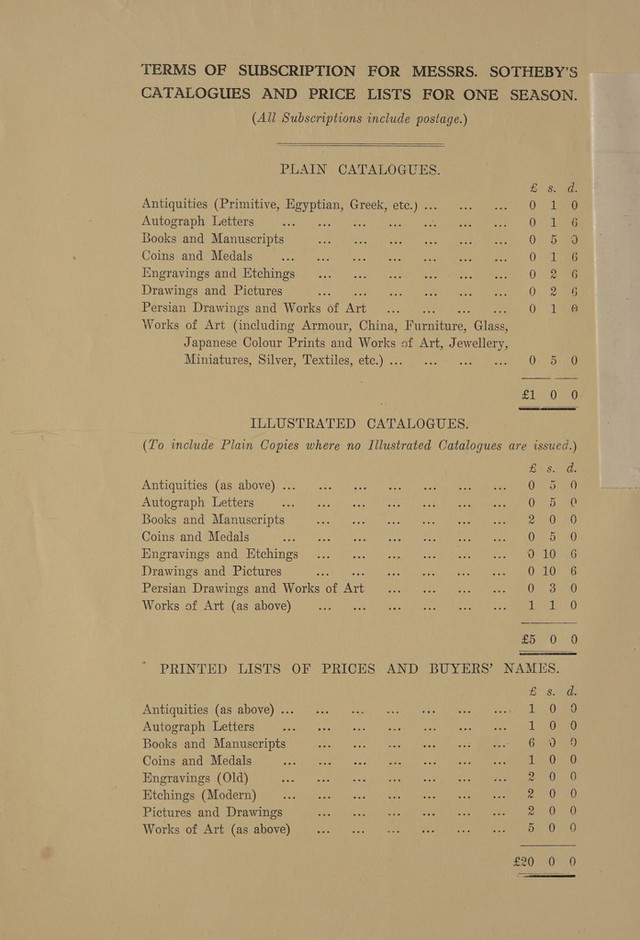 TERMS OF SUBSCRIPTION FOR MESSRS. SOTHEBY'S
CATALOGUES AND PRICE LISTS FOR ONE SEASON.
(All Subscriptions include postage.)
PLAIN CATALOGUES.
£ s. d.
Antiquities (Primitive, Egyptian, Greek, etc.) ... ... ... 0 1 0
Autograph Letters ... ... ... ... ... ... ... 0 1 6
Books and Manuscripts ... ... ... ... ... ... 0 5 0
Coins and Medals ... ... ... ... ... ... ... 0 1 6
Engravings and Etchings ... ... ... ... ... ... 0 2 6
Drawings and Pictures ... ... ... ... ... ... 0 2 6
Persian Drawings and Works of Art ... ... ... ... 0 1 0
Works of Art (including Armour, China, Furniture, Glass,
Japanese Colour Prints and Works of Art, Jewellery,
Miniatures, Silver, Textiles, etc.) ... ... ... ... 0 5 0
£1 0 0
ILLUSTRATED CATALOGUES.
(To include Plain Copies where no Illustrated Catalogues are issued.)
£ s. d.
Antiquities (as above) ... ... ... ... ... ... ... 0 5 0
Autograph Letters ... ... ... ... ... ... ... 0 5 0
Books and Manuscripts ... ... ... ... ... ... 2 0 0
Coins and Medals ... ... ... ... ... ... ... 0 5 0
Engravings and Etchings ... ... ... ... ... ... 0 10 6
Drawings and Pictures ... ... ... ... ... ... 0 10 6
Persian Drawings and Works of Art ... ... ... ... 0 3 0
Works of Art (as above) ... ... ... ... ... ... 1 1 0
£5 0 0
PRINTED LISTS OF PRICES AND BUYERS' NAMES.
£ s. d.
Antiquities (as above) ... ... ... ... ... ... ... 1 0 0
Autograph Letters ... ... ... ... ... ... ... 1 0 0
Books and Manuscripts ... ... ... ... ... ... 6 0 0
Coins and Medals ... ... ... ... ... ... ... 1 0 0
Engravings (Old) ... ... ... ... ... ... ... 2 0 0
Etchings (Modern) ... ... ... ... ... ... ... 2 0 0
Pictures and Drawings ... ... ... ... ... ... 2 0 0
Works of Art (as above) ... ... ... ... ... ... 5 0 0
£20 0 0